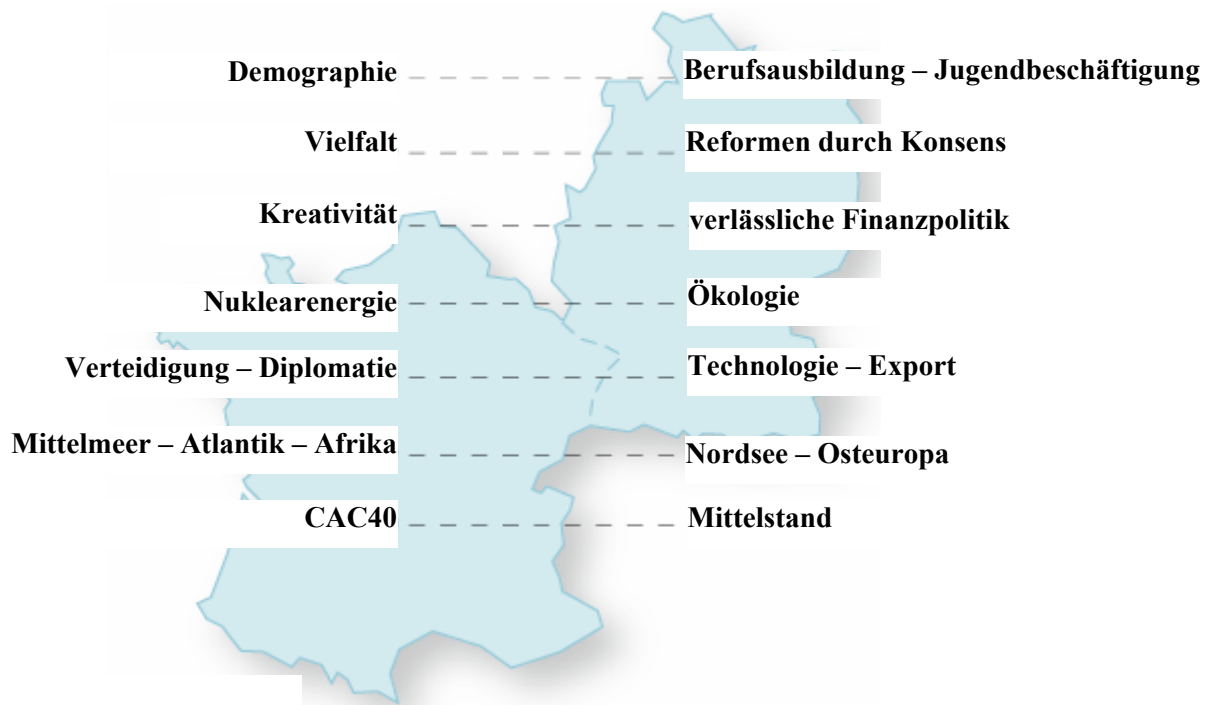 Demographie
Berufsausbildung – Jugendbeschäftigung
Vielfalt
Reformen durch Konsens
Kreativität
verlässliche Finanzpolitik
Nuklearenergie
Ökologie
Verteidigung – Diplomatie
Technologie – Export
Mittelmeer – Atlantik – Afrika
Nordsee – Osteuropa
CAC40
Mittelstand